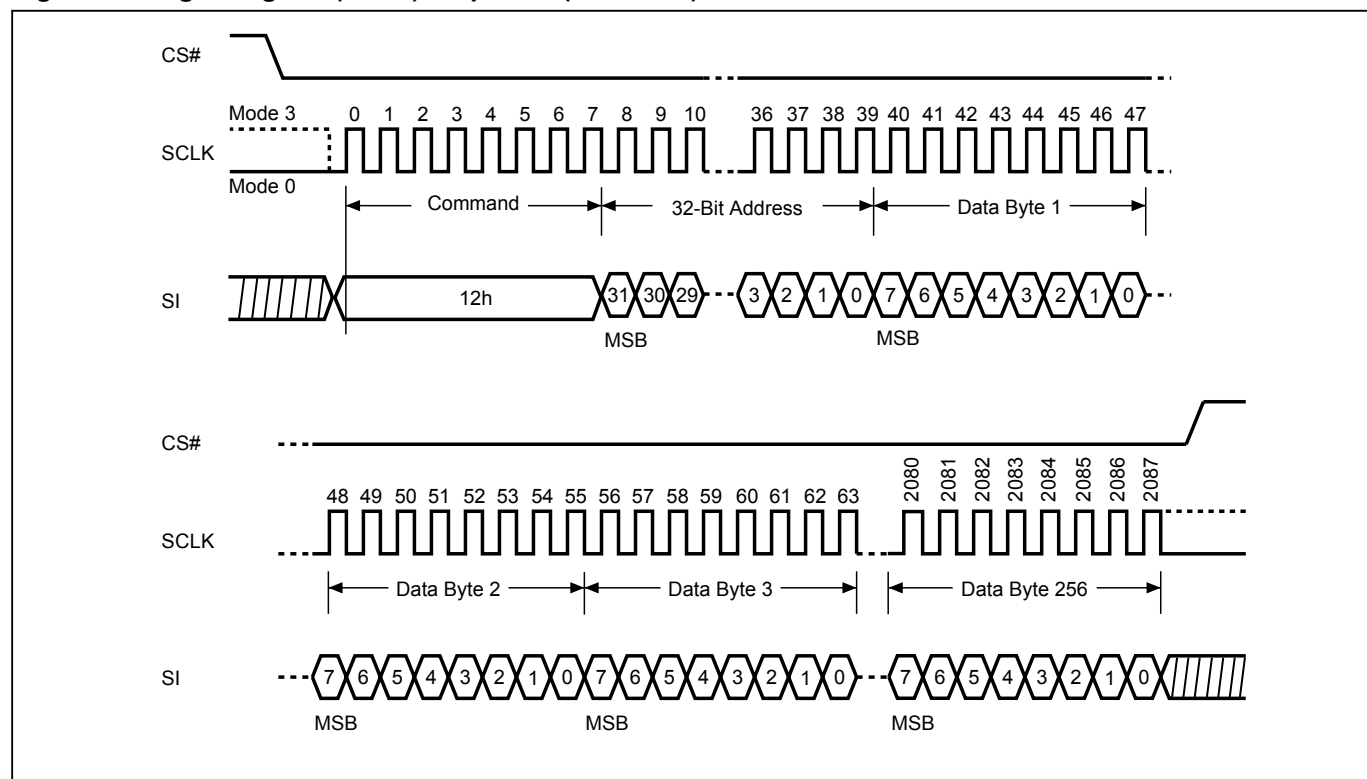 CS#
Mode 3
0 1 2 3 4 5 6 7 8 9 10 36 37 38 39 40 41 42 43 44 45 46 47
SCLK
Mode 0
Command 32-Bit Address Data Byte 1
SI 12h 31 30 29 3 2 1 0 7 6 5 4 3 2 1 0
MSB MSB
CS#
48 49 50 51 52 53 54 55 56 57 58 59 60 61 62 63 2080 2081 2082 2083 2084 2085 2086 2087
SCLK
Data Byte 2 Data Byte 3 Data Byte 256
SI 7 6 5 4 3 2 1 0 7 6 5 4 3 2 1 0 7 6 5 4 3 2 1 0
MSB MSB MSB